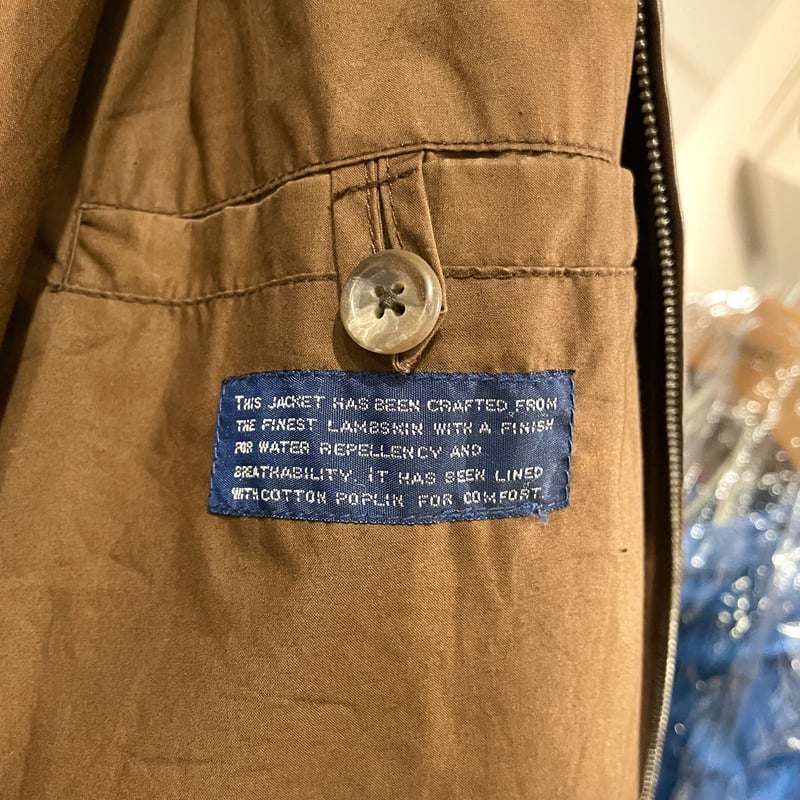 THIS JACKET HAS BEEN CRAFTED FROM
THE FINEST LAMBSKIN WITH A FINISH
FOR WATER REPELLENCY AND
BREATHABILITY. IT HAS BEEN LINED
WITH COTTON POPLIN FOR COMFORT.